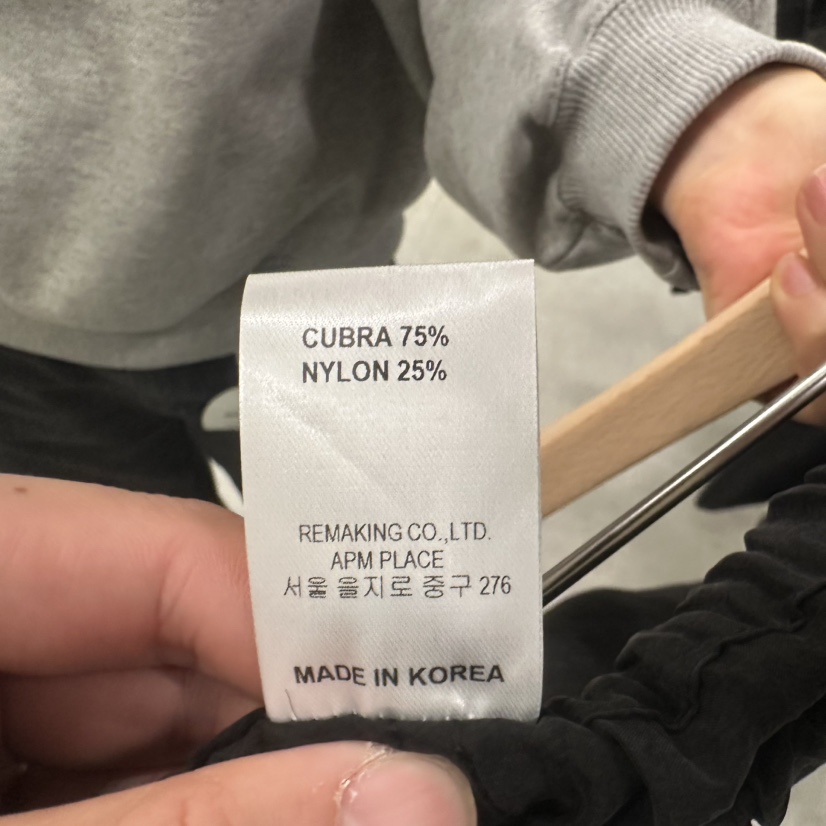 CUBRA 75%
NYLON 25%
REMAKING CO.,LTD.
APM PLACE
서울 을지로 중구 276
MADE IN KOREA